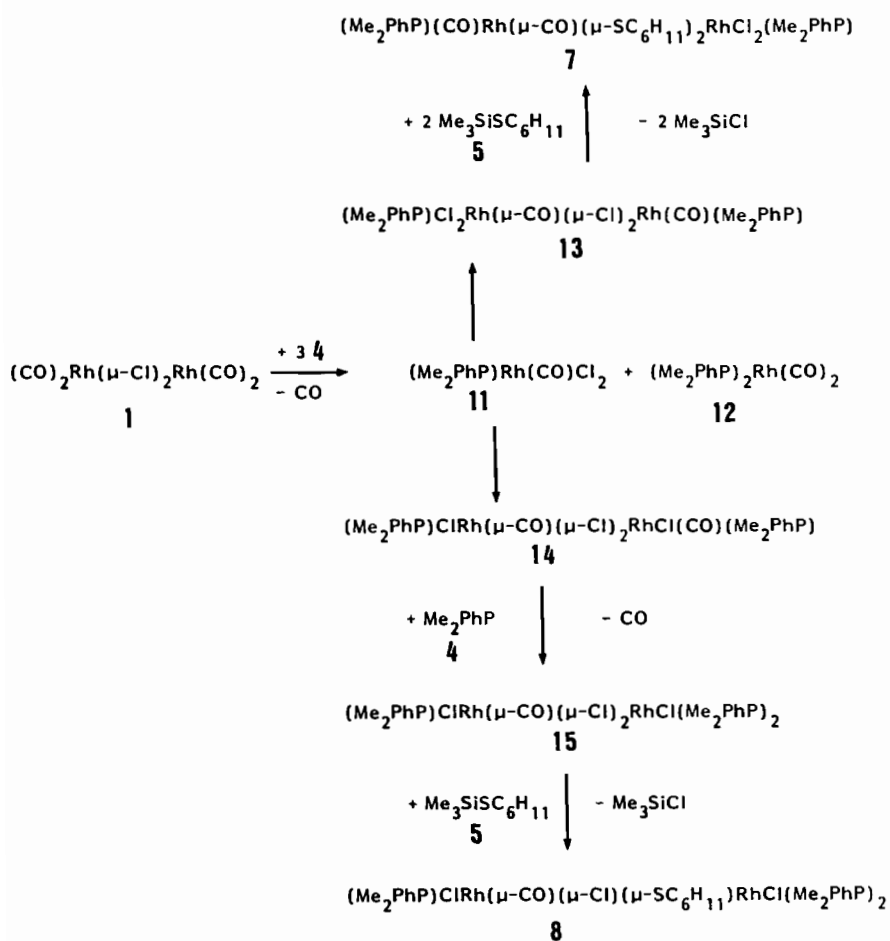 (Me₂PhP)(CO)Rh(μ-CO)(μ-SC₆H₁₁)₂RhCl₂(Me₂PhP)
7
+ 2 Me₃SiSC₆H₁₁ - 2 Me₃SiCl
5
(Me₂PhP)Cl₂Rh(μ-CO)(μ-Cl)₂Rh(CO)(Me₂PhP)
13
(CO)₂Rh(μ-Cl)₂Rh(CO)₂ + 3 4 (Me₂PhP)Rh(CO)Cl₂ + (Me₂PhP)₂Rh(CO)₂
- CO
1 11 12
(Me₂PhP)ClRh(μ-CO)(μ-Cl)₂RhCl(CO)(Me₂PhP)
14
+ Me₂PhP - CO
4
(Me₂PhP)ClRh(μ-CO)(μ-Cl)₂RhCl(Me₂PhP)₂
15
+ Me₃SiSC₆H₁₁ - Me₃SiCl
5
(Me₂PhP)ClRh(μ-CO)(μ-Cl)(μ-SC₆H₁₁)RhCl(Me₂PhP)₂
8